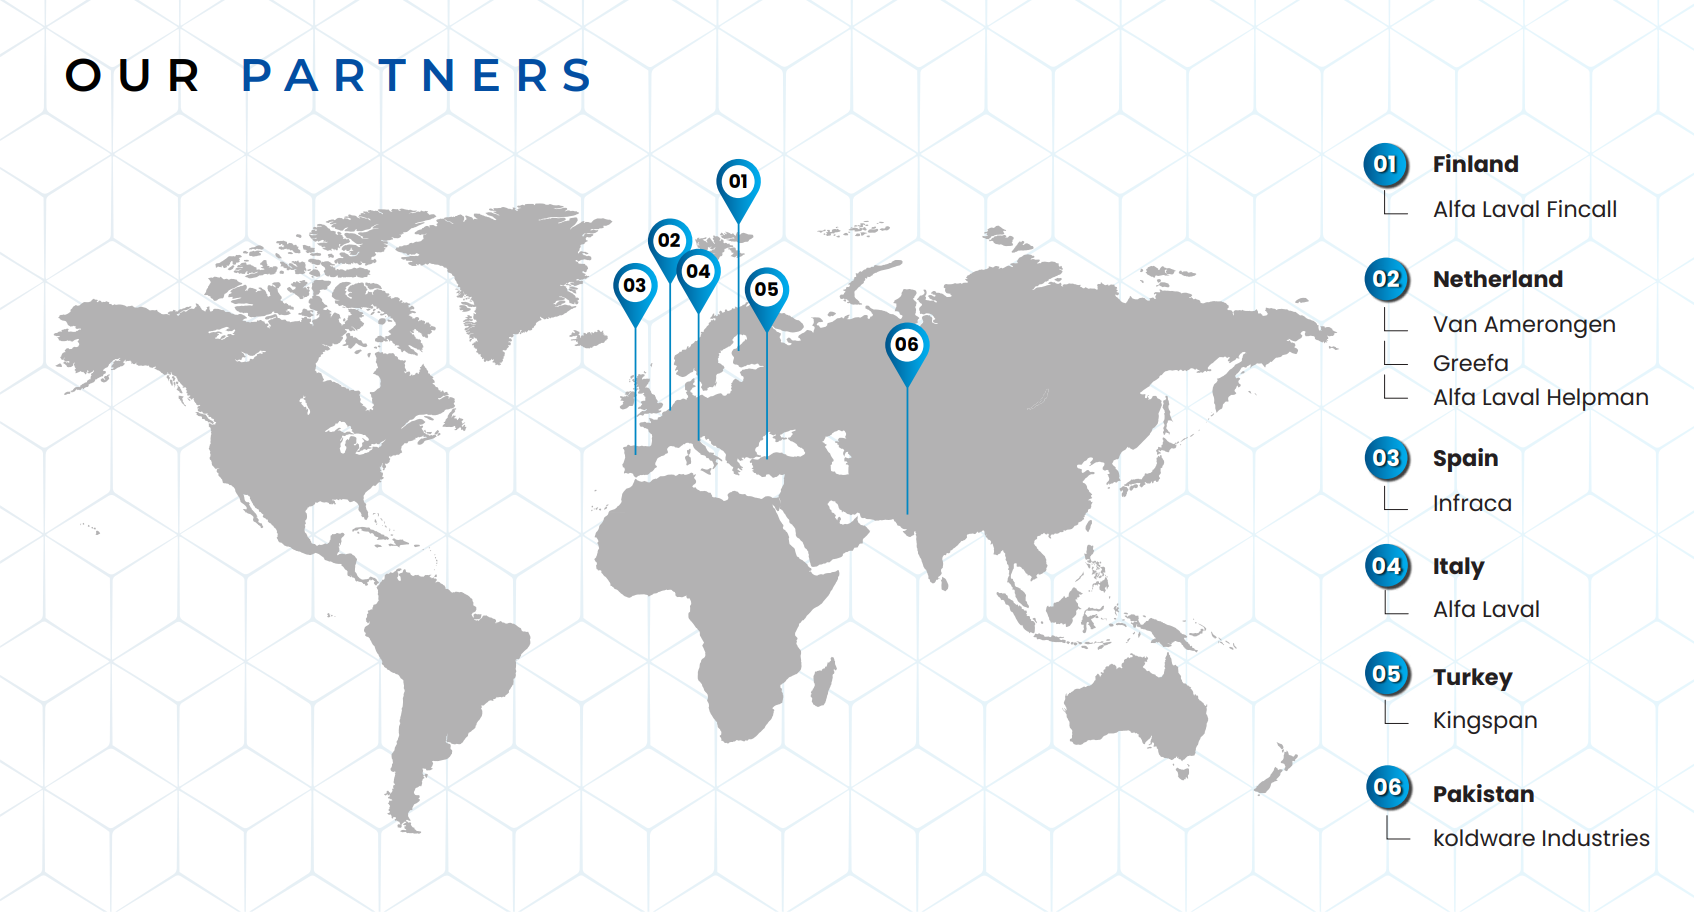 OUR PARTNERS
01
02
04
03
05
06
01 Finland
Alfa Laval Fincall
02 Netherland
Van Amerongen
Greefa
Alfa Laval Helpman
03 Spain
Infraca
04 Italy
Alfa Laval
05 Turkey
Kingspan
06 Pakistan
koldware Industries